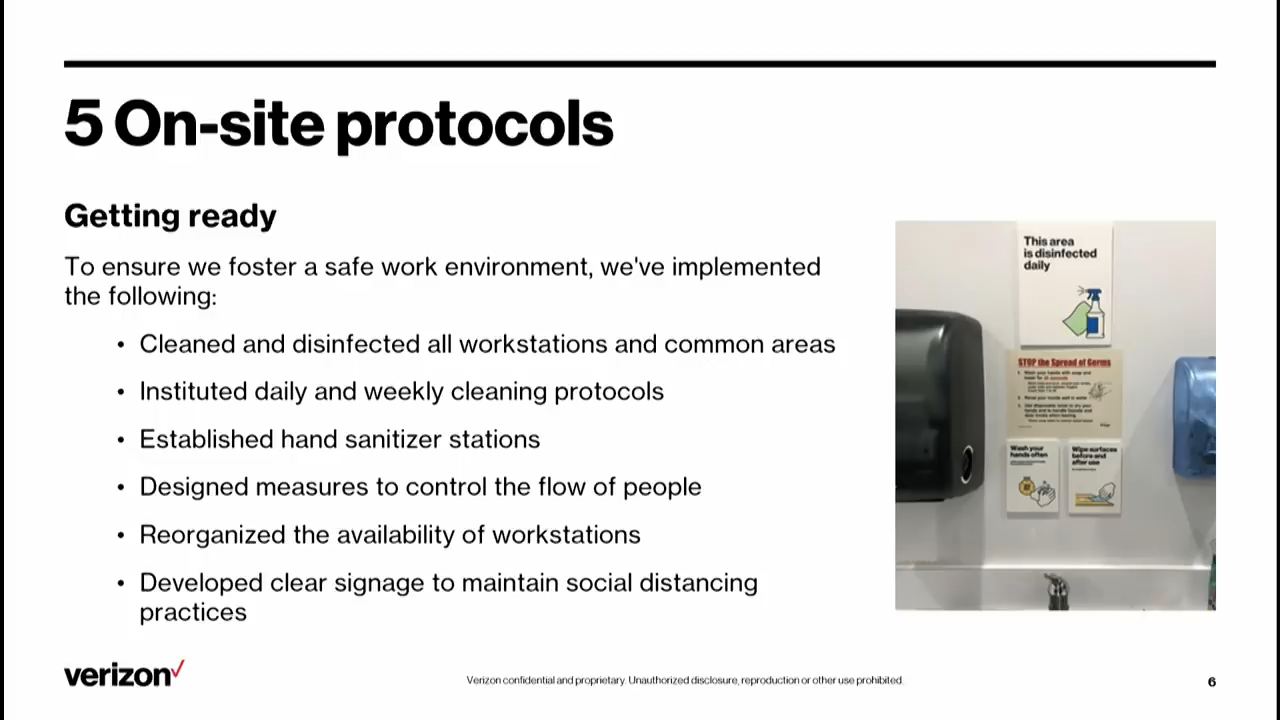 5 On-site protocols
Getting ready
To ensure we foster a safe work environment, we've implemented
the following:
• Cleaned and disinfected all workstations and common areas
• Instituted daily and weekly cleaning protocols
• Established hand sanitizer stations
• Designed measures to control the flow of people
• Reorganized the availability of workstations
• Developed clear signage to maintain social distancing
practices
This area
is disinfected
daily
STOP the Spread of Germs
Wash your
hands often
Wipe surfaces
before and
after use
verizon
Verizon confidential and proprietary. Unauthorized disclosure, reproduction or other use prohibited.
6